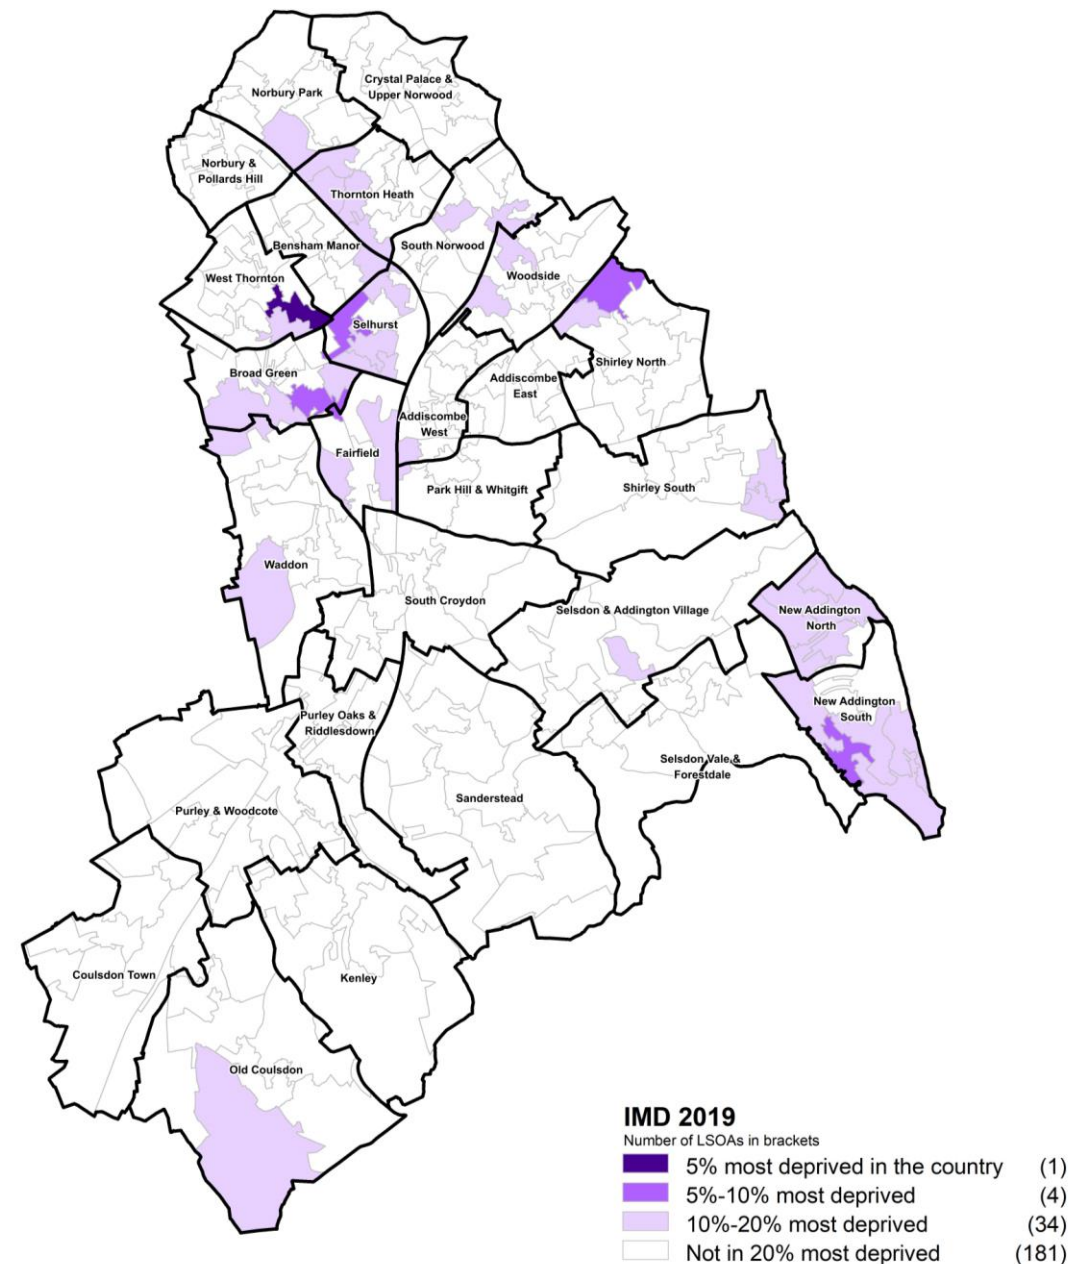 Norbury Park
Crystal Palace &
Upper Norwood
Norbury &
Pollards Hill
Thornton Heath
Bensham Manor
South Norwood
West Thornton
Woodside
Selhurst
Broad Green
Shirley North
Addiscombe
East
Addiscombe
West
Fairfield
Park Hill & Whitgift
Shirley South
Waddon
South Croydon
Selsdon & Addington Village
New Addington
North
New Addington
South
Purley Oaks &
Riddlesdown
Selsdon Vale &
Forestdale
Sanderstead
Purley & Woodcote
Coulsdon Town
Kenley
Old Coulsdon
IMD 2019
Number of LSOAs in brackets
5% most deprived in the country (1)
5%-10% most deprived (4)
10%-20% most deprived (34)
Not in 20% most deprived (181)